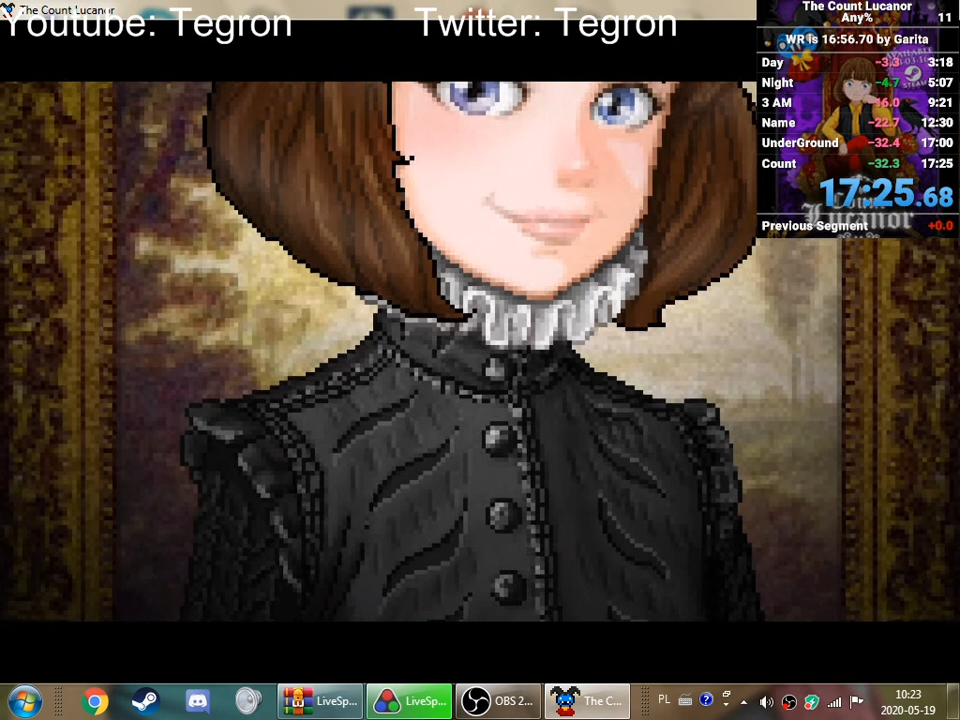 The Count Lucanor
Youtube: Tegron Twitter: Tegron
The Count Lucanor
Any% 11
WR is 16:56.70 by Garita
Day -3.3 3:18
Night -4.7 5:07
3 AM -16.0 9:21
Name -22.7 12:30
UnderGround -32.4 17:00
Count -32.3 17:25
17:25.68
Lucanor
Previous Segment +0.0
LiveSp... LiveSp... OBS 2... The C... PL 10:23
2020-05-19